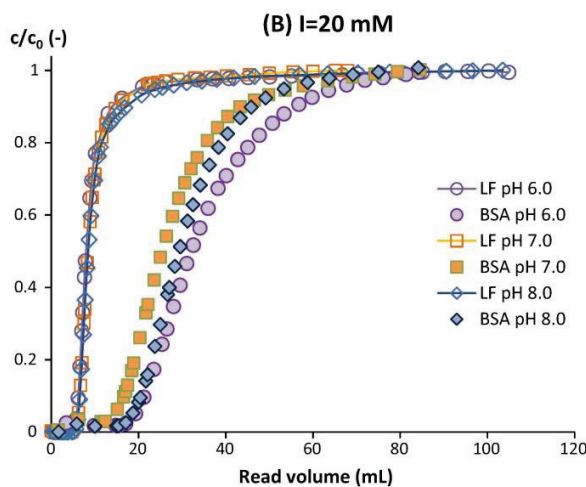 (B) I=20 mM
c/c₀ (-)
1
0.8
0.6
0.4
0.2
0
0 20 40 60 80 100 120
Read volume (mL)
LF pH 6.0
BSA pH 6.0
LF pH 7.0
BSA pH 7.0
LF pH 8.0
BSA pH 8.0